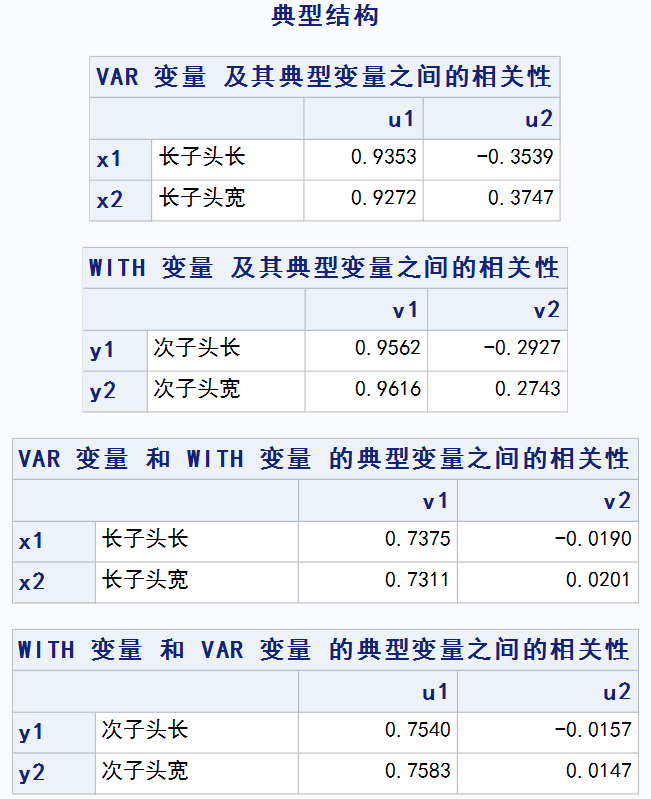 典型结构
VAR 变量 及其典型变量之间的相关性
u1 u2
x1 长子头长 0.9353 -0.3539
x2 长子头宽 0.9272 0.3747
WITH 变量 及其典型变量之间的相关性
v1 v2
y1 次子头长 0.9562 -0.2927
y2 次子头宽 0.9616 0.2743
VAR 变量 和 WITH 变量 的典型变量之间的相关性
v1 v2
x1 长子头长 0.7375 -0.0190
x2 长子头宽 0.7311 0.0201
WITH 变量 和 VAR 变量 的典型变量之间的相关性
u1 u2
y1 次子头长 0.7540 -0.0157
y2 次子头宽 0.7583 0.0147